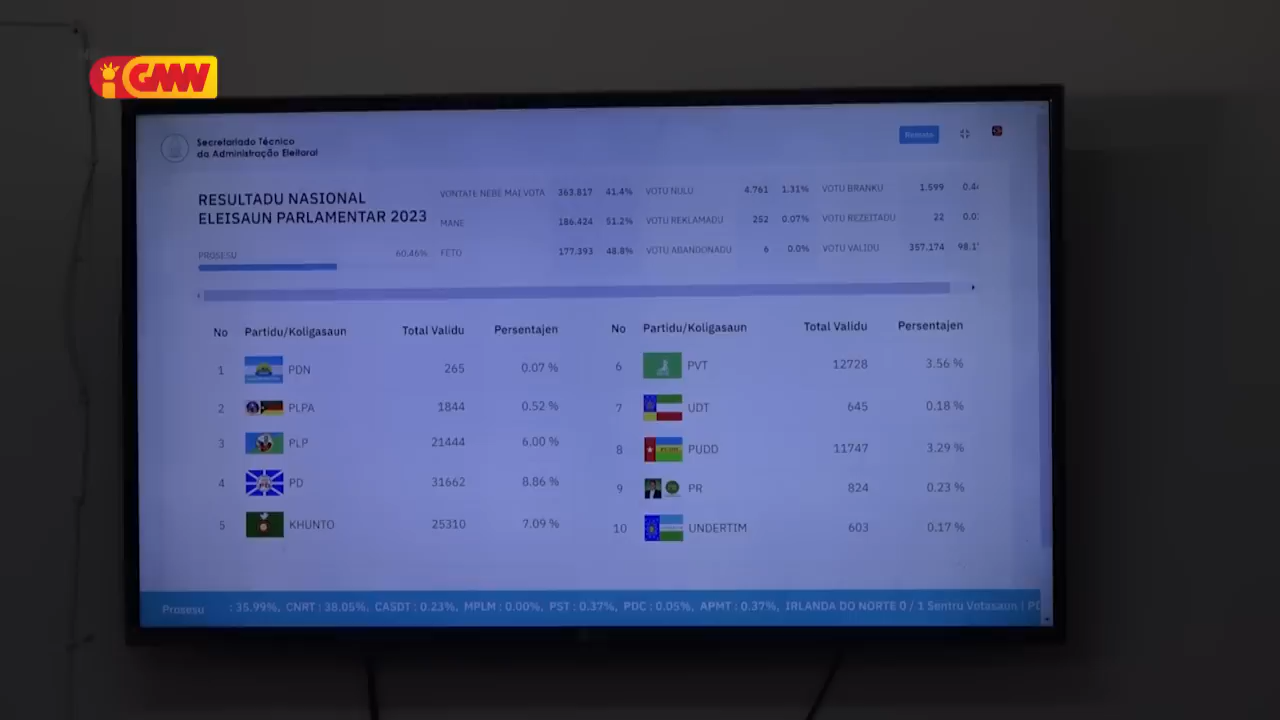 GMN
Secretariado Técnico
da Administração Eleitoral
RESULTADU NASIONAL
ELEISAUN PARLAMENTAR 2023
PROSESU 60.46%
VONTATE NEBE MAI VOTA 363.817 41.4% VOTU NULU 4.761 1.31% VOTU BRANKU 1.599
MANE 186.424 51.2% VOTU REKLAMADU 252 0.07% VOTU REZEITADU 22
FETO 177.393 48.8% VOTU ABANDONADU 6 0.0% VOTU VALIDU 357.174
No Partidu/Koligasaun Total Validu Persentajen
1 PDN 265 0.07 %
2 PLPA 1844 0.52 %
3 PLP 21444 6.00 %
4 PD 31662 8.86 %
5 KHUNTO 25310 7.09 %
No Partidu/Koligasaun Total Validu Persentajen
6 PVT 12728 3.56 %
7 UDT 645 0.18 %
8 PUDD 11747 3.29 %
9 PR 824 0.23 %
10 UNDERTIM 603 0.17 %
Prosesu : 35.99%, CNRT : 38.05%, CASDT : 0.23%, MPLM : 0.00%, PST : 0.37%, PDC : 0.05%, APMT : 0.37%, IRLANDA DO NORTE 0 / 1 Sentru Votasaun |